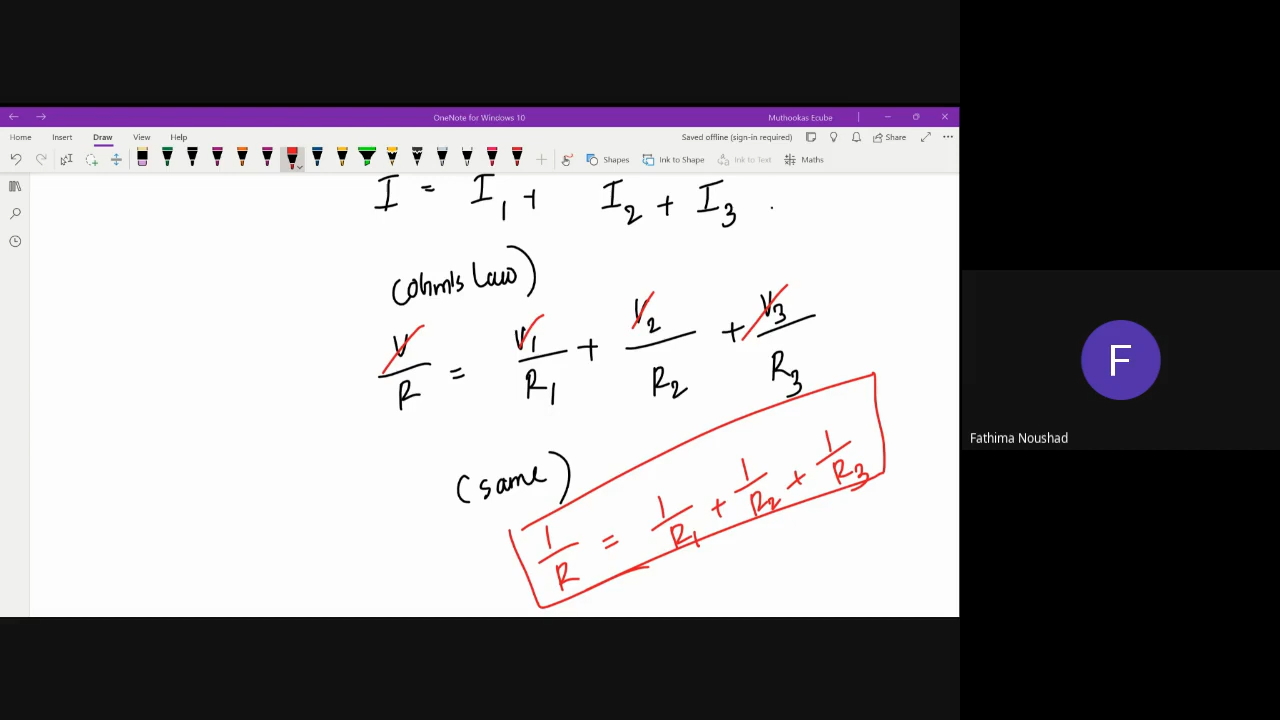 OneNote for Windows 10
Muthookas Ecube
Home Insert Draw View Help
Saved offline (sign-in required)
Share
Shapes
Ink to Shape
Ink to Text
Maths
I = I₁ + I₂ + I₃ .
(ohm's law)
V/R = V₁/R₁ + V₂/R₂ + V₃/R₃
(same)
1/R = 1/R₁ + 1/R₂ + 1/R₃
F
Fathima Noushad